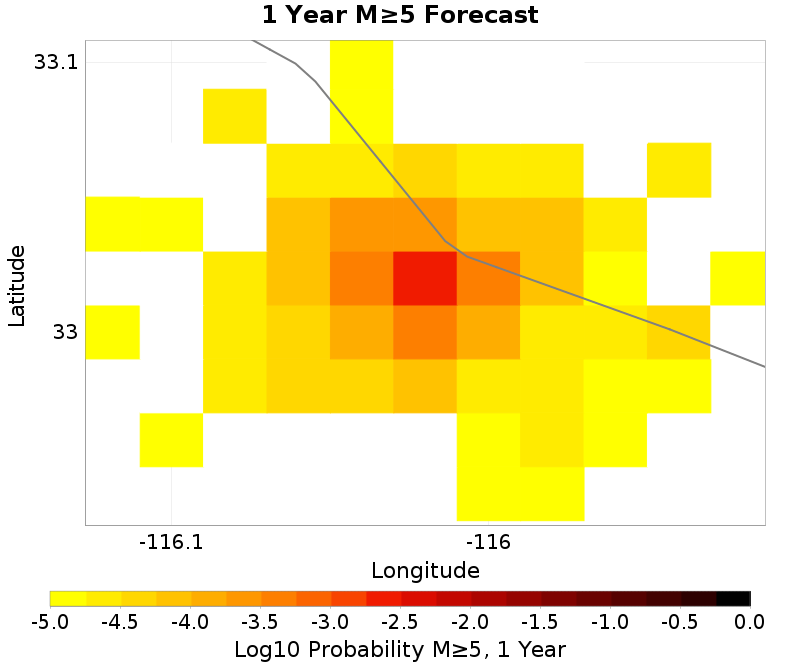 1 Year M≥5 Forecast
33.1
33
Latitude
-116.1 -116
Longitude
-5.0 -4.5 -4.0 -3.5 -3.0 -2.5 -2.0 -1.5 -1.0 -0.5 0.0
Log10 Probability M≥5, 1 Year